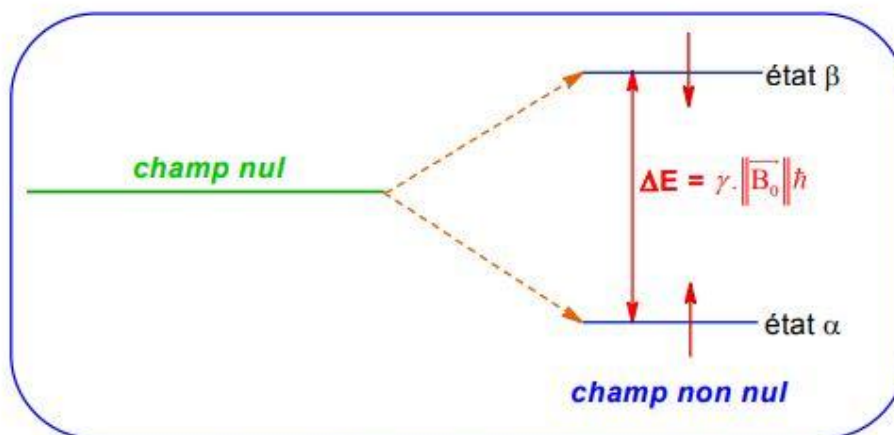 état β
champ nul
ΔE = γ.||B₀||ħ
état α
champ non nul